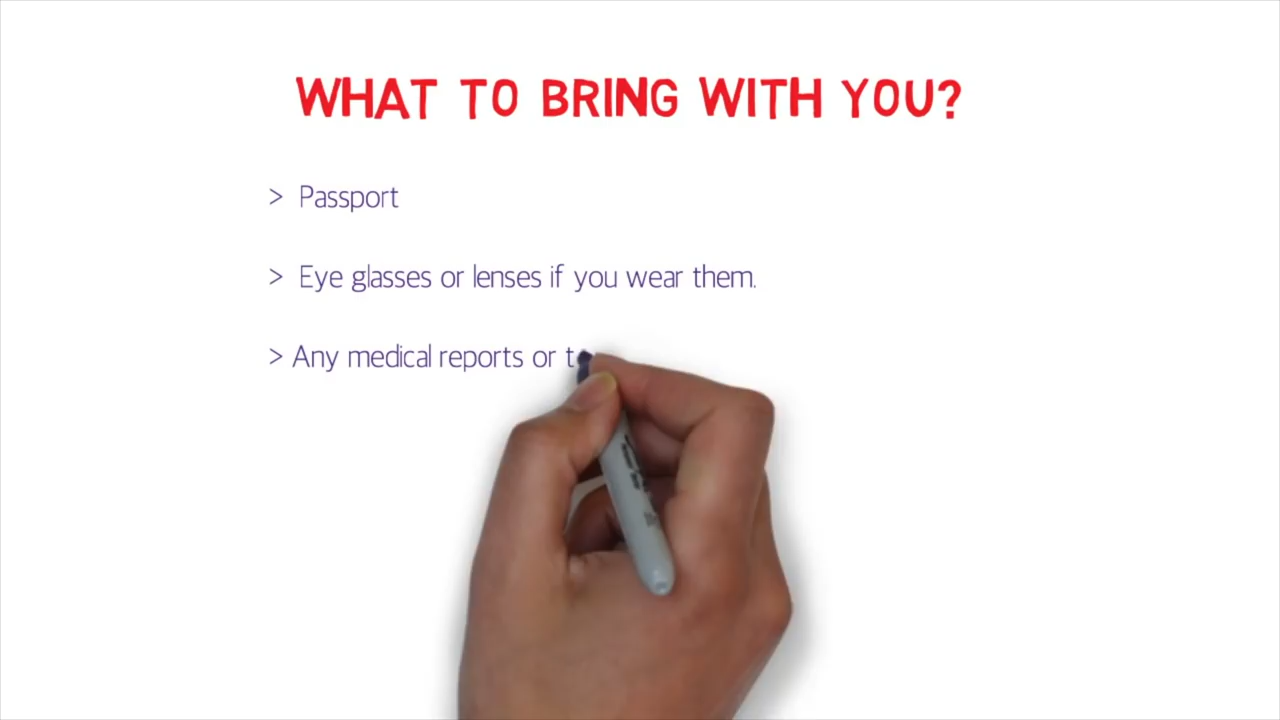 WHAT TO BRING WITH YOU?
> Passport
> Eye glasses or lenses if you wear them.
> Any medical reports or t